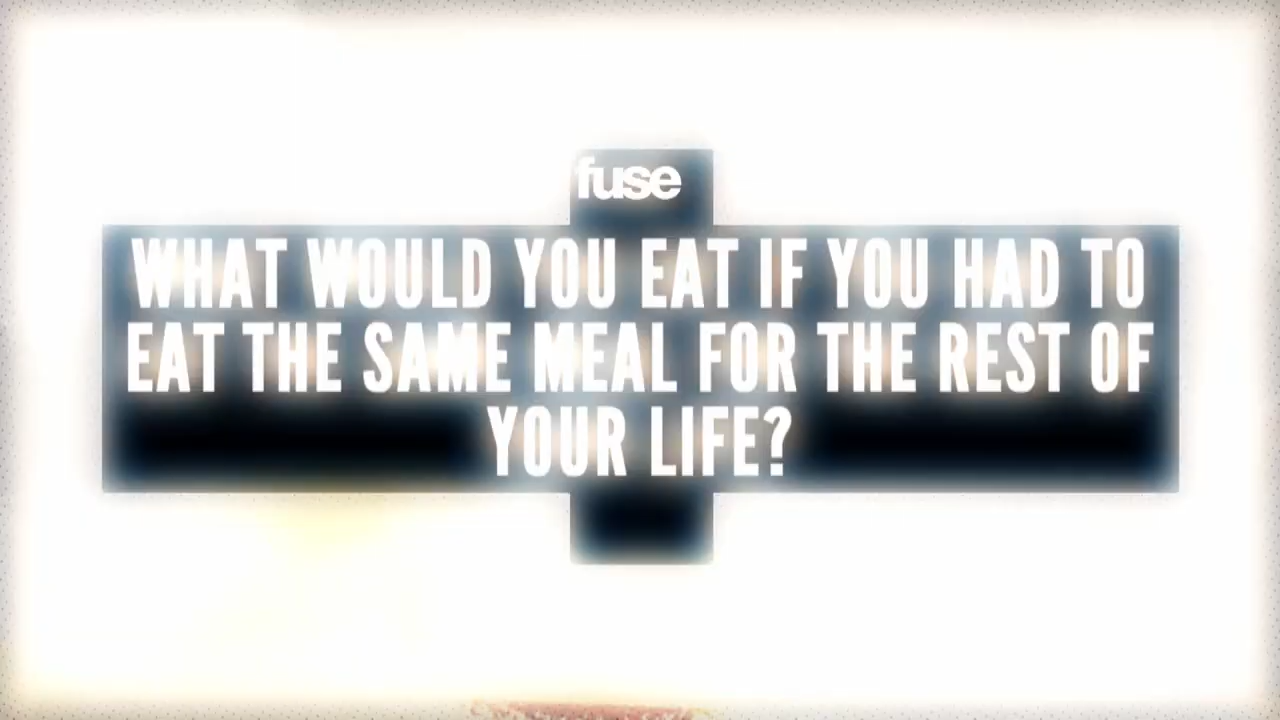 fuse
WHAT WOULD YOU EAT IF YOU HAD TO
EAT THE SAME MEAL FOR THE REST OF
YOUR LIFE?